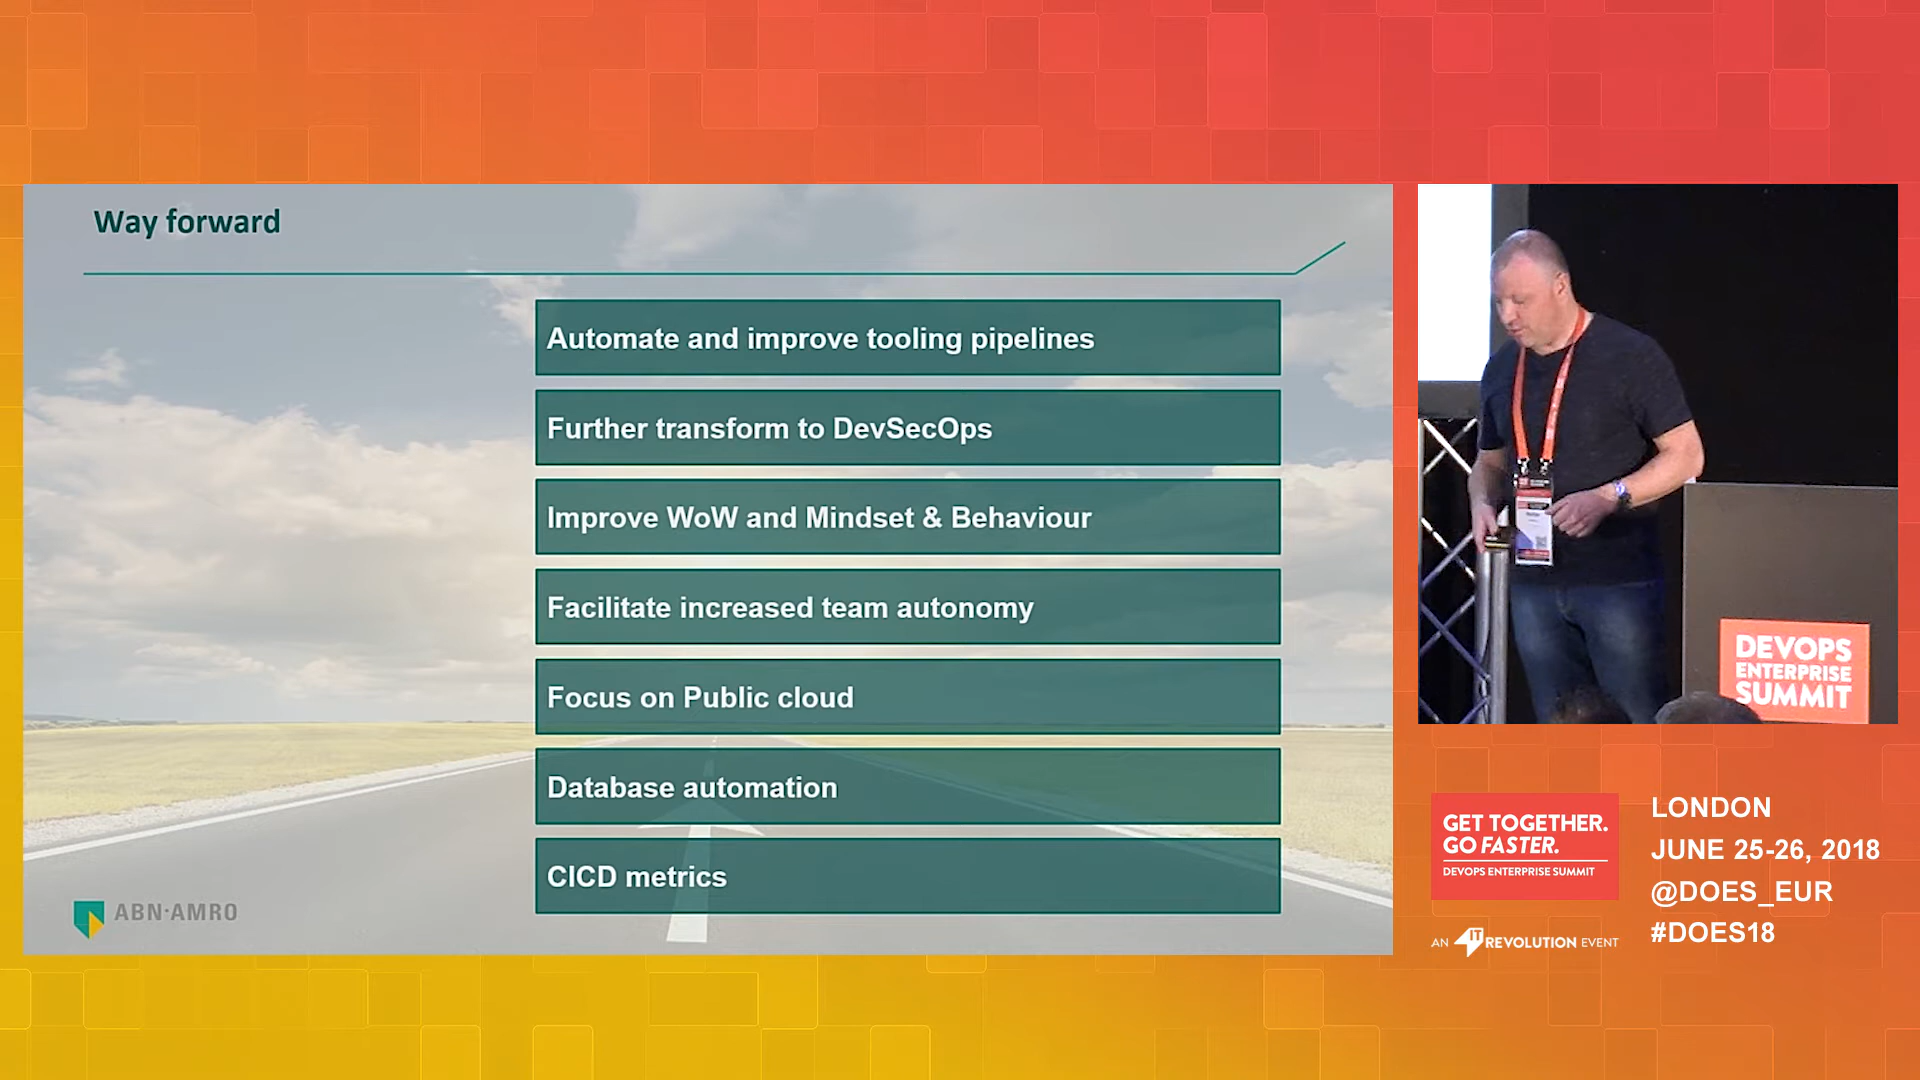 Way forward
Automate and improve tooling pipelines
Further transform to DevSecOps
Improve WoW and Mindset & Behaviour
Facilitate increased team autonomy
Focus on Public cloud
Database automation
CICD metrics
ABN·AMRO
DEVOPS
ENTERPRISE
SUMMIT
GET TOGETHER.
GO FASTER.
DEVOPS ENTERPRISE SUMMIT
AN IT REVOLUTION EVENT
LONDON
JUNE 25-26, 2018
@DOES_EUR
#DOES18